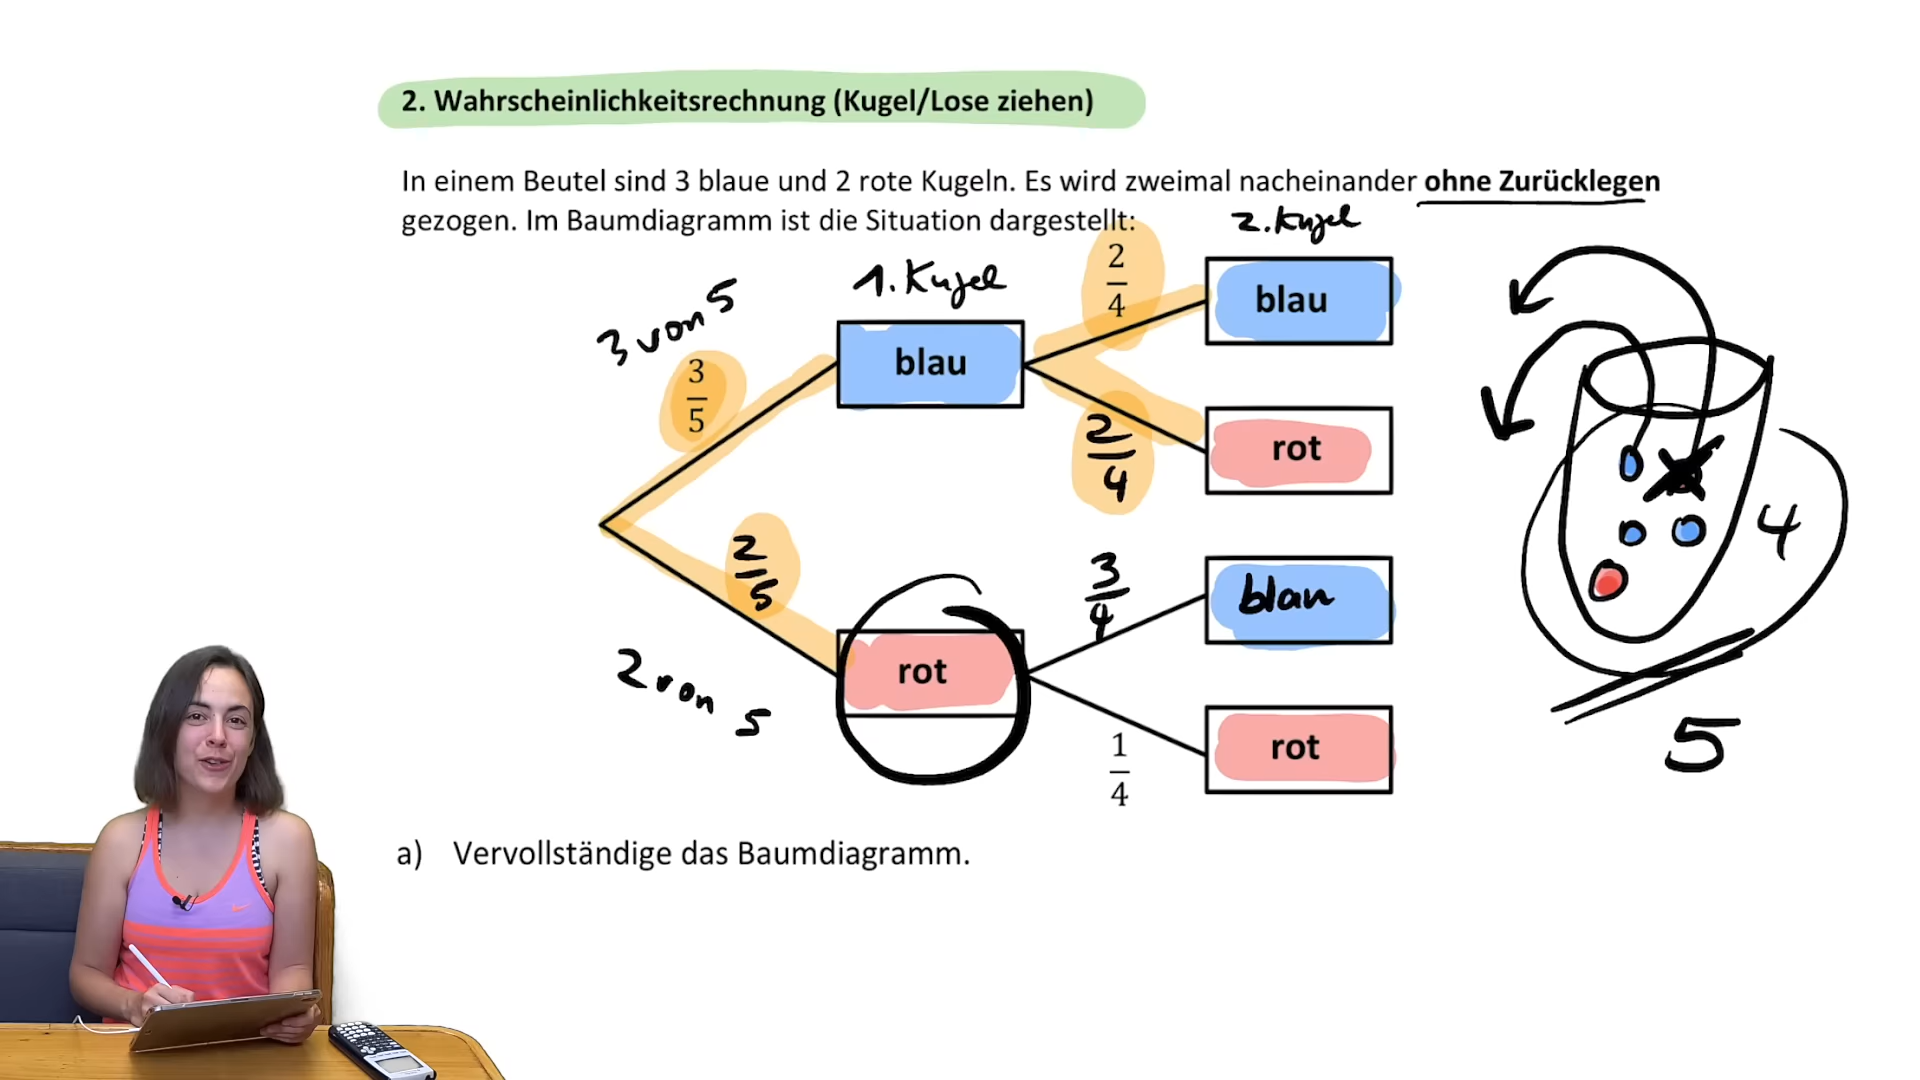 2. Wahrscheinlichkeitsrechnung (Kugel/Lose ziehen)
In einem Beutel sind 3 blaue und 2 rote Kugeln. Es wird zweimal nacheinander ohne Zurücklegen
gezogen. Im Baumdiagramm ist die Situation dargestellt:
1. Kugel
2. Kugel
3 von 5
3/5
blau
2/4
blau
2/4
rot
2/5
2 von 5
rot
3/4
blau
1/4
rot
4
5
a) Vervollständige das Baumdiagramm.